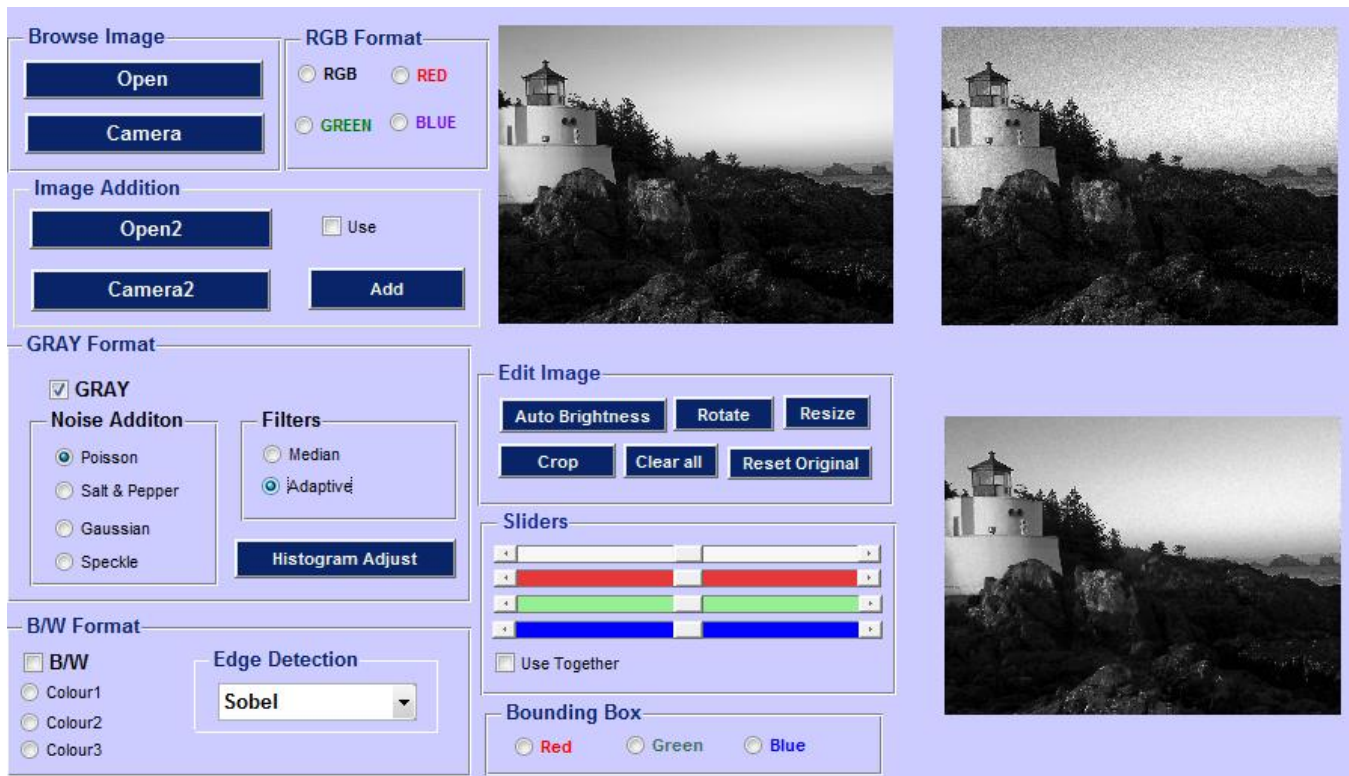 Browse Image
Open
Camera
RGB Format
RGB
RED
GREEN
BLUE
Image Addition
Open2
Use
Camera2
Add
GRAY Format
GRAY
Noise Additon
Poisson
Salt & Pepper
Gaussian
Speckle
Filters
Median
Adaptive
Histogram Adjust
Edit Image
Auto Brightness
Rotate
Resize
Crop
Clear all
Reset Original
Sliders
Use Together
B/W Format
B/W
Colour1
Colour2
Colour3
Edge Detection
Sobel
Bounding Box
Red
Green
Blue